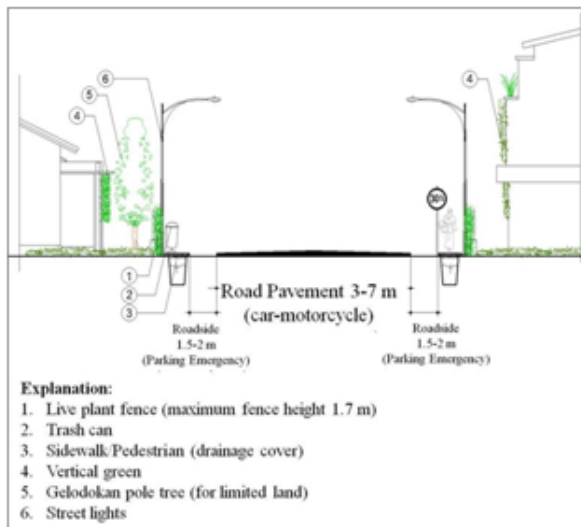 6
5
4
4
30
1
2
3
Road Pavement 3-7 m
(car-motorcycle)
Roadside
1.5-2 m
(Parking Emergency)
Roadside
1.5-2 m
(Parking Emergency)
Explanation:
1. Live plant fence (maximum fence height 1.7 m)
2. Trash can
3. Sidewalk/Pedestrian (drainage cover)
4. Vertical green
5. Gelodokan pole tree (for limited land)
6. Street lights